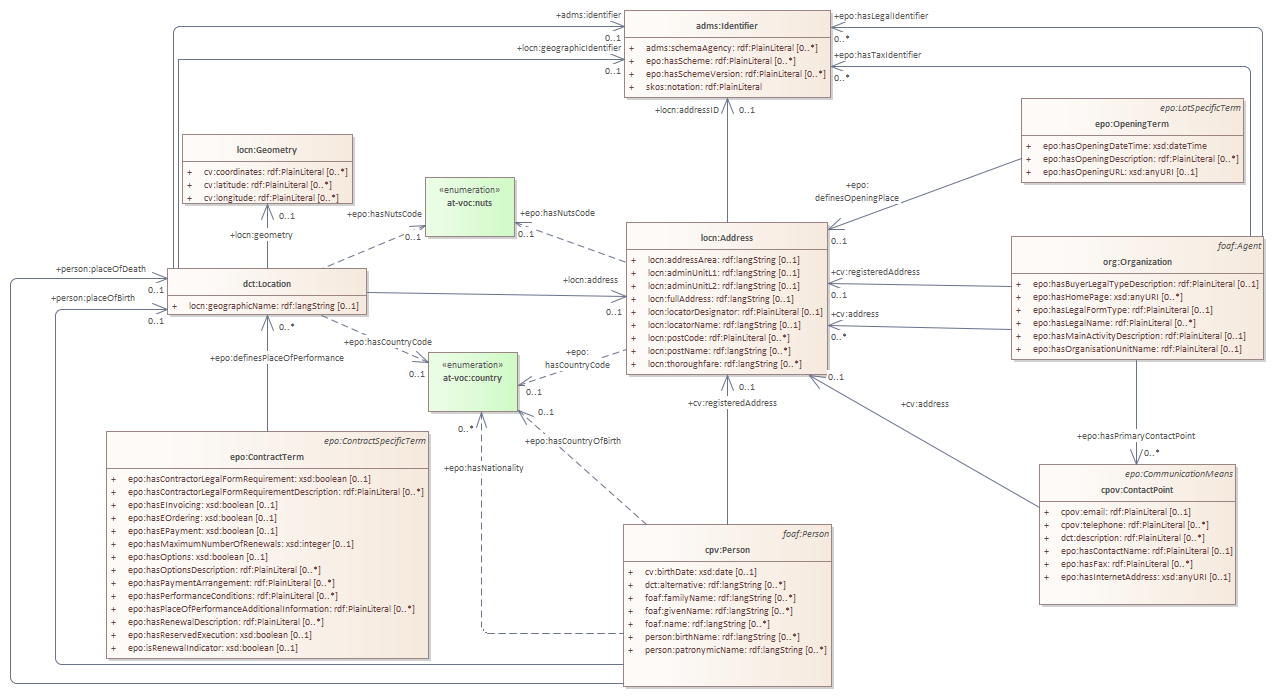 +adms:identifier
0..1
+locn:geographicIdentifier
0..1
adms:Identifier
+ adms:schemaAgency: rdf:PlainLiteral [0..*]
+ epo:hasScheme: rdf:PlainLiteral [0..*]
+ epo:hasSchemeVersion: rdf:PlainLiteral [0..*]
+ skos:notation: rdf:PlainLiteral
+epo:hasLegalIdentifier
0..*
+epo:hasTaxIdentifier
0..*
+locn:addressID
0..1
epo:LotSpecificTerm
epo:OpeningTerm
+ epo:hasOpeningDateTime: xsd:dateTime
+ epo:hasOpeningDescription: rdf:PlainLiteral [0..*]
+ epo:hasOpeningURL: xsd:anyURI [0..1]
locn:Geometry
+ cv:coordinates: rdf:PlainLiteral [0..*]
+ cv:latitude: rdf:PlainLiteral [0..*]
+ cv:longitude: rdf:PlainLiteral [0..*]
0..1
+locn:geometry
«enumeration»
at-voc:nuts
+epo:hasNutsCode
0..1
+epo:hasNutsCode
0..1
+epo:
definesOpeningPlace
0..1
locn:Address
+ locn:addressArea: rdf:langString [0..1]
+ locn:adminUnitL1: rdf:langString [0..1]
+ locn:adminUnitL2: rdf:langString [0..1]
+ locn:fullAddress: rdf:langString [0..1]
+ locn:locatorDesignator: rdf:PlainLiteral [0..1]
+ locn:locatorName: rdf:langString [0..1]
+ locn:postCode: rdf:PlainLiteral [0..1]
+ locn:postName: rdf:langString [0..*]
+ locn:thoroughfare: rdf:langString [0..*]
foaf:Agent
org:Organization
+ epo:hasBuyerLegalTypeDescription: rdf:PlainLiteral [0..1]
+ epo:hasHomePage: xsd:anyURI [0..*]
+ epo:hasLegalFormType: rdf:PlainLiteral [0..1]
+ epo:hasLegalName: rdf:PlainLiteral [0..*]
+ epo:hasMainActivityDescription: rdf:PlainLiteral [0..1]
+ epo:hasOrganisationUnitName: rdf:PlainLiteral [0..1]
+cv:registeredAddress
0..1
+cv:address
0..*
+person:placeOfDeath
0..1
+person:placeOfBirth
0..1
dct:Location
+ locn:geographicName: rdf:langString [0..1]
+locn:address
0..1
0..*
+epo:definesPlaceOfPerformance
+epo:hasCountryCode
0..1
«enumeration»
at-voc:country
+epo:
hasCountryCode
0..1
0..1
+cv:registeredAddress
0..1
+cv:address
0..1
+epo:hasCountryOfBirth
0..*
+epo:hasNationality
+epo:hasPrimaryContactPoint
0..*
epo:ContractSpecificTerm
epo:ContractTerm
+ epo:hasContractorLegalFormRequirement: xsd:boolean [0..1]
+ epo:hasContractorLegalFormRequirementDescription: rdf:PlainLiteral [0..*]
+ epo:hasEInvoicing: xsd:boolean [0..1]
+ epo:hasEOrdering: xsd:boolean [0..1]
+ epo:hasEPayment: xsd:boolean [0..1]
+ epo:hasMaximumNumberOfRenewals: xsd:integer [0..1]
+ epo:hasOptions: xsd:boolean [0..1]
+ epo:hasOptionsDescription: rdf:PlainLiteral [0..*]
+ epo:hasPaymentArrangement: rdf:PlainLiteral [0..*]
+ epo:hasPerformanceConditions: rdf:PlainLiteral [0..*]
+ epo:hasPlaceOfPerformanceAdditionalInformation: rdf:PlainLiteral [0..*]
+ epo:hasRenewalDescription: rdf:PlainLiteral [0..*]
+ epo:hasReservedExecution: xsd:boolean [0..1]
+ epo:isRenewalIndicator: xsd:boolean [0..1]
epo:CommunicationMeans
cpov:ContactPoint
+ cpov:email: rdf:PlainLiteral [0..1]
+ cpov:telephone: rdf:PlainLiteral [0..*]
+ dct:description: rdf:PlainLiteral [0..*]
+ epo:hasContactName: rdf:PlainLiteral [0..1]
+ epo:hasFax: rdf:PlainLiteral [0..*]
+ epo:hasInternetAddress: xsd:anyURI [0..1]
foaf:Person
cpv:Person
+ cv:birthDate: xsd:date [0..1]
+ dct:alternative: rdf:langString [0..*]
+ foaf:familyName: rdf:langString [0..*]
+ foaf:givenName: rdf:langString [0..*]
+ foaf:name: rdf:langString [0..*]
+ person:birthName: rdf:langString [0..*]
+ person:patronymicName: rdf:langString [0..*]